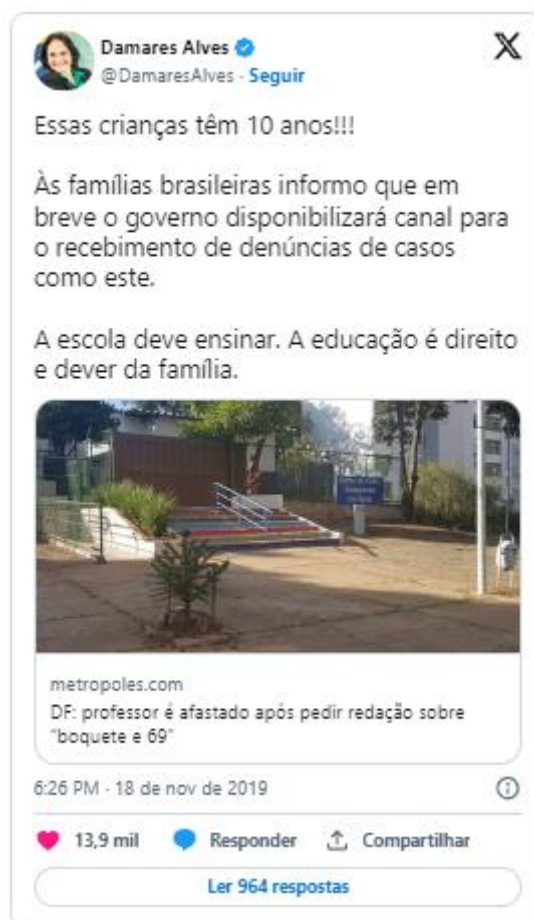 Damares Alves
@DamaresAlves · Seguir
Essas crianças têm 10 anos!!!
Às famílias brasileiras informo que em
breve o governo disponibilizará canal para
o recebimento de denúncias de casos
como este.
A escola deve ensinar. A educação é direito
e dever da família.
metropoles.com
DF: professor é afastado após pedir redação sobre
"boquete e 69"
6:26 PM · 18 de nov de 2019
13,9 mil
Responder
Compartilhar
Ler 964 respostas